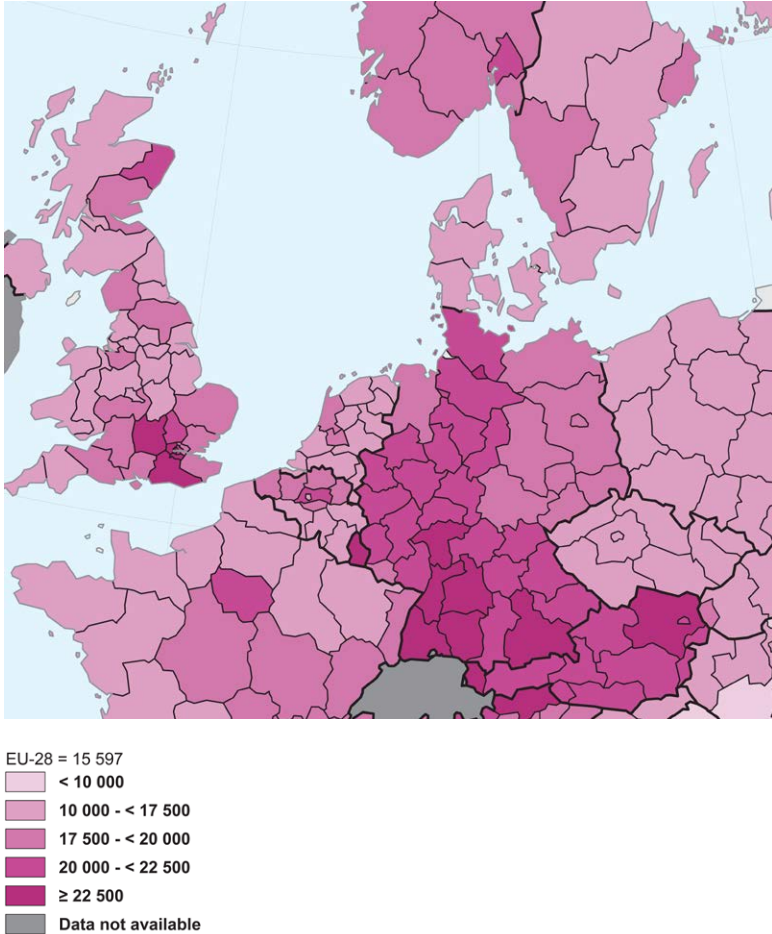 EU-28 = 15 597
< 10 000
10 000 - < 17 500
17 500 - < 20 000
20 000 - < 22 500
≥ 22 500
Data not available